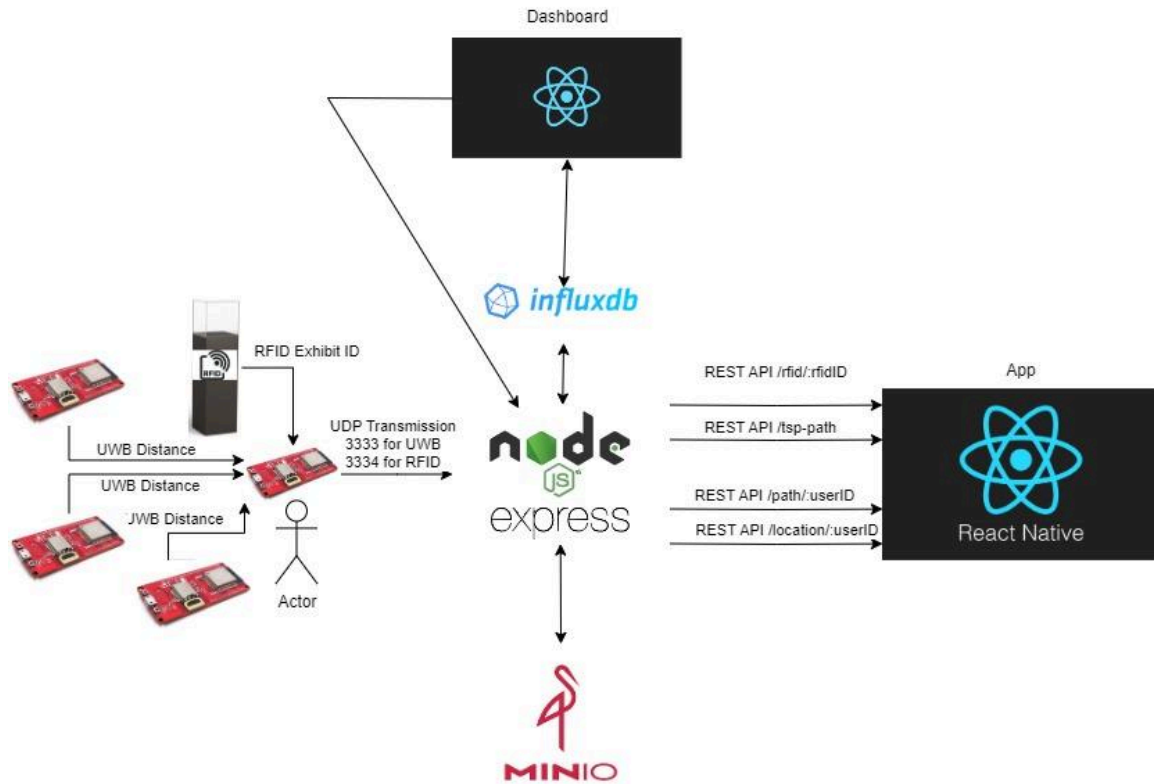 Dashboard
influxdb
RFID Exhibit ID
RFID
UWB Distance
UWB Distance
UWB Distance
UDP Transmission
3333 for UWB
3334 for RFID
Actor
node
JS
express
REST API /rfid/:rfidID
REST API /tsp-path
REST API /path/:userID
REST API /location/:userID
App
React Native
MINIO